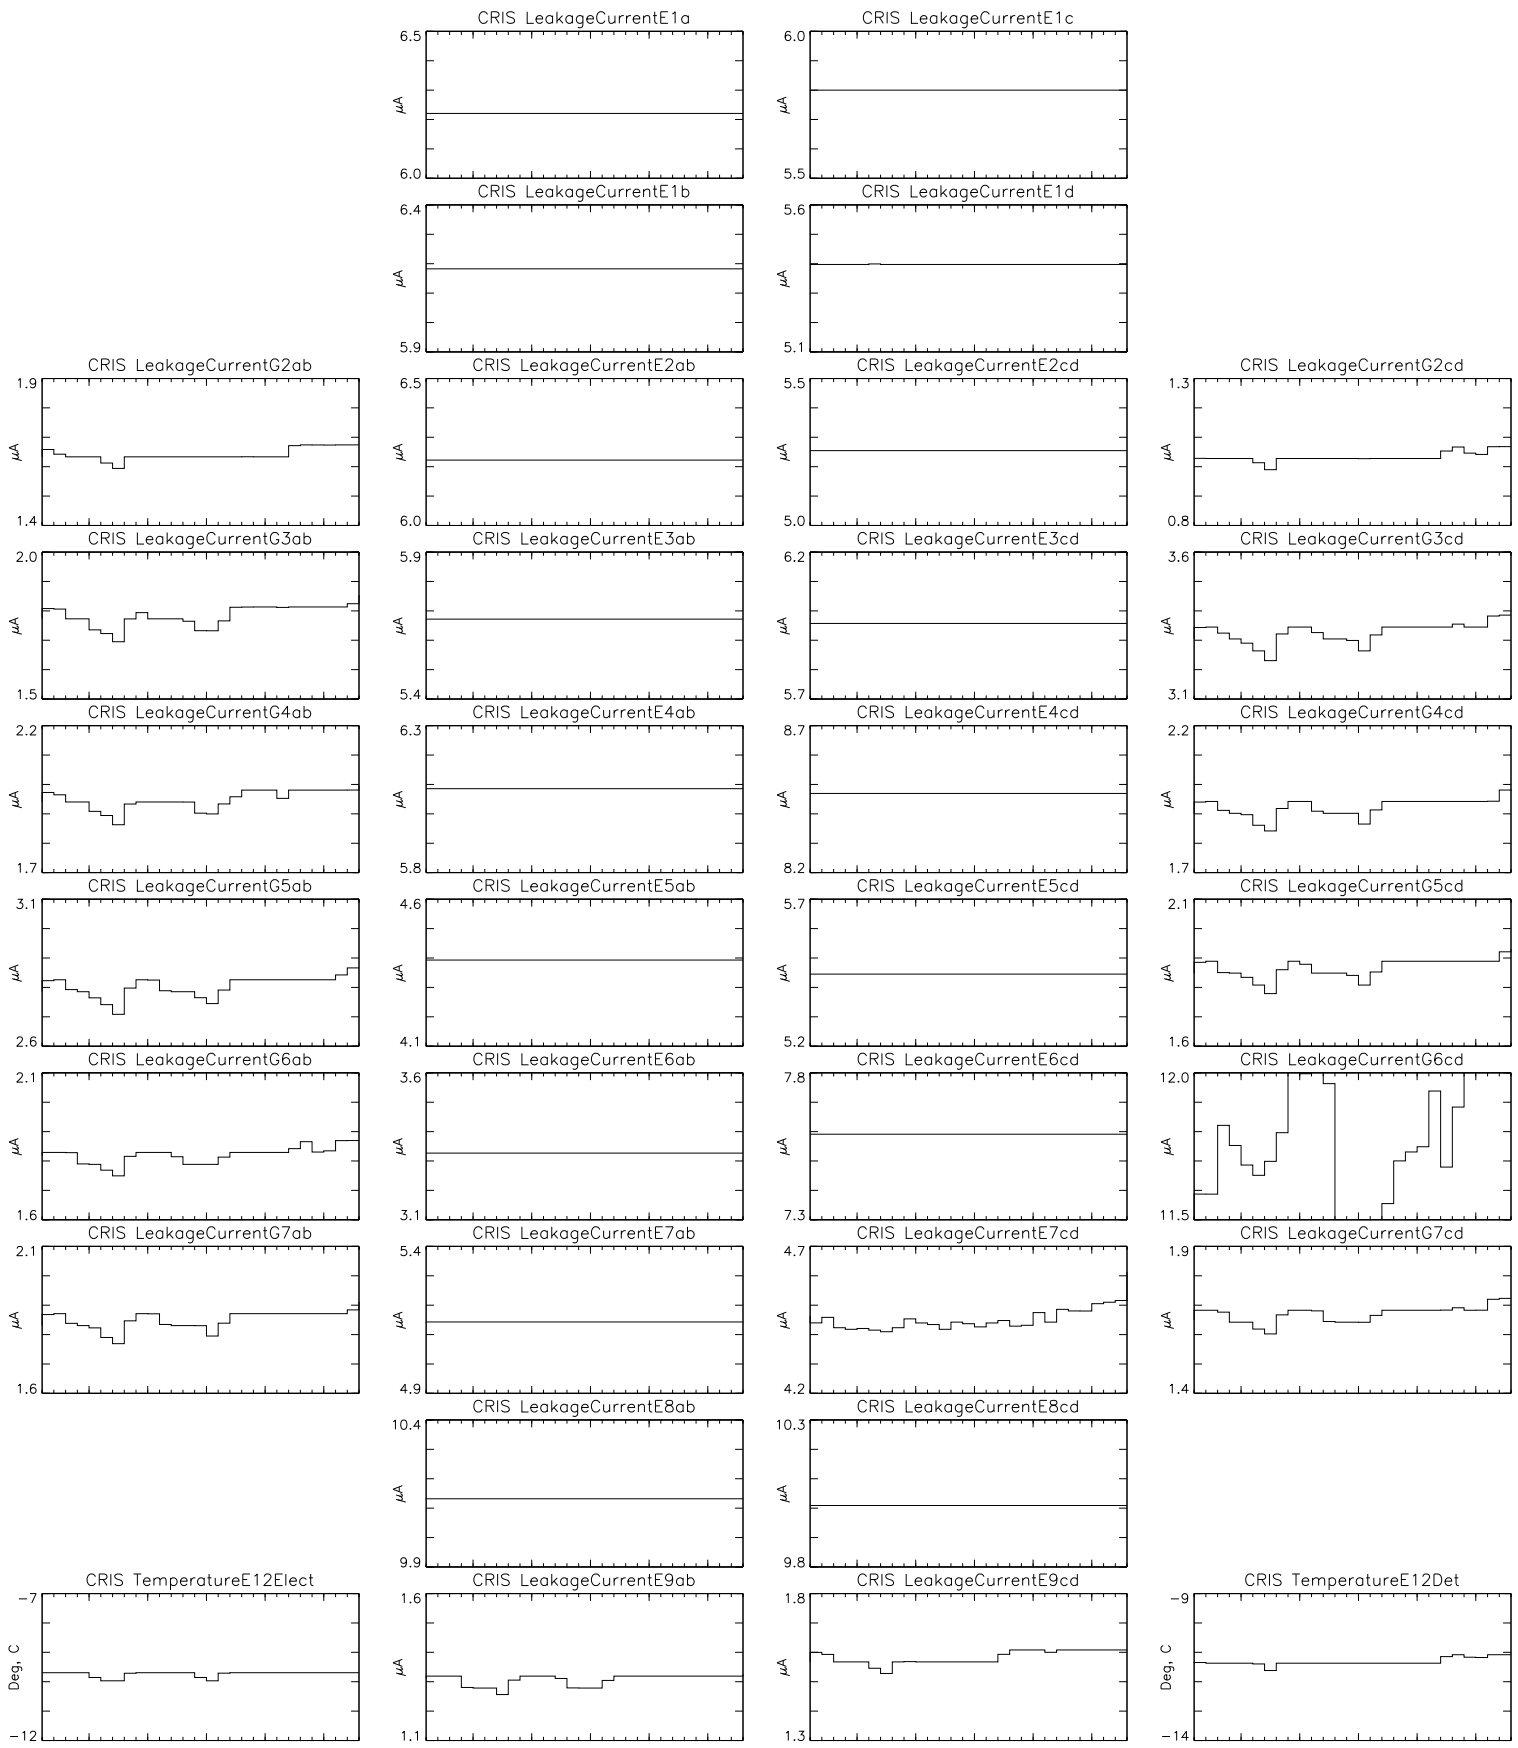 CRIS LeakageCurrentE1a
6.5
μA
6.0
CRIS LeakageCurrentE1c
6.0
μA
5.5
CRIS LeakageCurrentE1b
6.4
μA
5.9
CRIS LeakageCurrentE1d
5.6
μA
5.1
CRIS LeakageCurrentG2ab
1.9
μA
1.4
CRIS LeakageCurrentE2ab
6.5
μA
6.0
CRIS LeakageCurrentE2cd
5.5
μA
5.0
CRIS LeakageCurrentG2cd
1.3
μA
0.8
CRIS LeakageCurrentG3ab
2.0
μA
1.5
CRIS LeakageCurrentE3ab
5.9
μA
5.4
CRIS LeakageCurrentE3cd
6.2
μA
5.7
CRIS LeakageCurrentG3cd
3.6
μA
3.1
CRIS LeakageCurrentG4ab
2.2
μA
1.7
CRIS LeakageCurrentE4ab
6.3
μA
5.8
CRIS LeakageCurrentE4cd
8.7
μA
8.2
CRIS LeakageCurrentG4cd
2.2
μA
1.7
CRIS LeakageCurrentG5ab
3.1
μA
2.6
CRIS LeakageCurrentE5ab
4.6
μA
4.1
CRIS LeakageCurrentE5cd
5.7
μA
5.2
CRIS LeakageCurrentG5cd
2.1
μA
1.6
CRIS LeakageCurrentG6ab
2.1
μA
1.6
CRIS LeakageCurrentE6ab
3.6
μA
3.1
CRIS LeakageCurrentE6cd
7.8
μA
7.3
CRIS LeakageCurrentG6cd
12.0
μA
11.5
CRIS LeakageCurrentG7ab
2.1
μA
1.6
CRIS LeakageCurrentE7ab
5.4
μA
4.9
CRIS LeakageCurrentE7cd
4.7
μA
4.2
CRIS LeakageCurrentG7cd
1.9
μA
1.4
CRIS LeakageCurrentE8ab
10.4
μA
9.9
CRIS LeakageCurrentE8cd
10.3
μA
9.8
CRIS TemperatureE12Elect
-7
Deg, C
-12
CRIS LeakageCurrentE9ab
1.6
μA
1.1
CRIS LeakageCurrentE9cd
1.8
μA
1.3
CRIS TemperatureE12Det
-9
Deg, C
-14